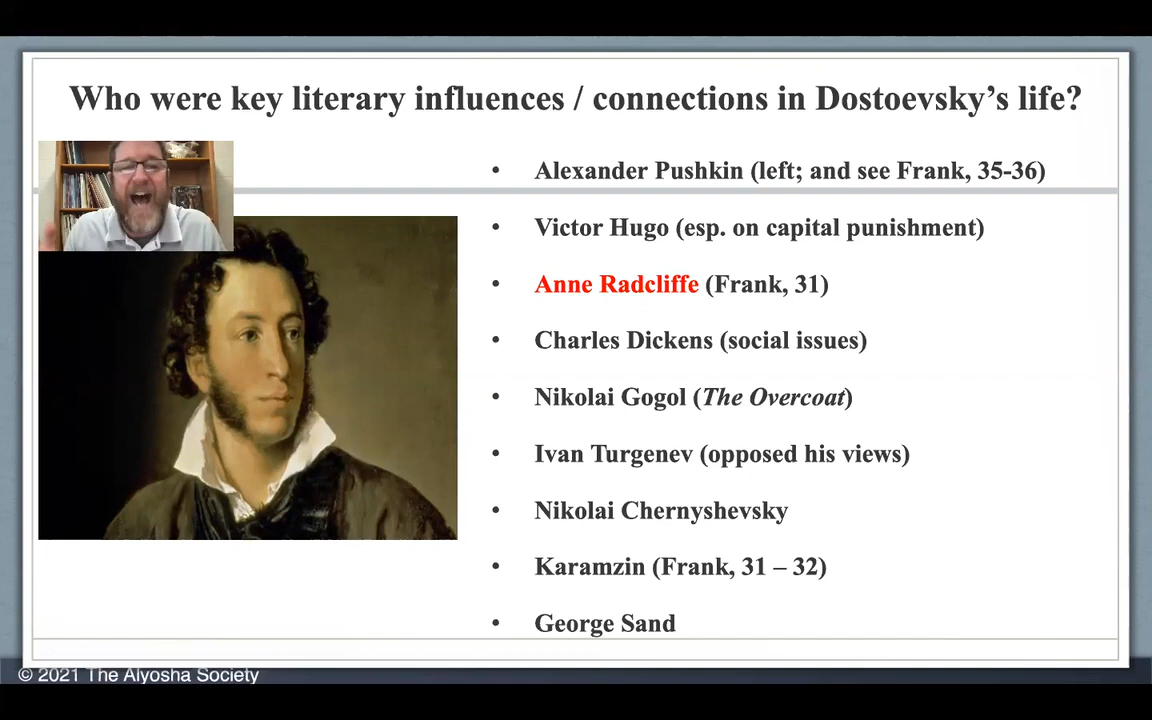 Who were key literary influences / connections in Dostoevsky's life?
• Alexander Pushkin (left; and see Frank, 35-36)
• Victor Hugo (esp. on capital punishment)
• Anne Radcliffe (Frank, 31)
• Charles Dickens (social issues)
• Nikolai Gogol (The Overcoat)
• Ivan Turgenev (opposed his views)
• Nikolai Chernyshevsky
• Karamzin (Frank, 31 – 32)
• George Sand
© 2021 The Alyosha Society